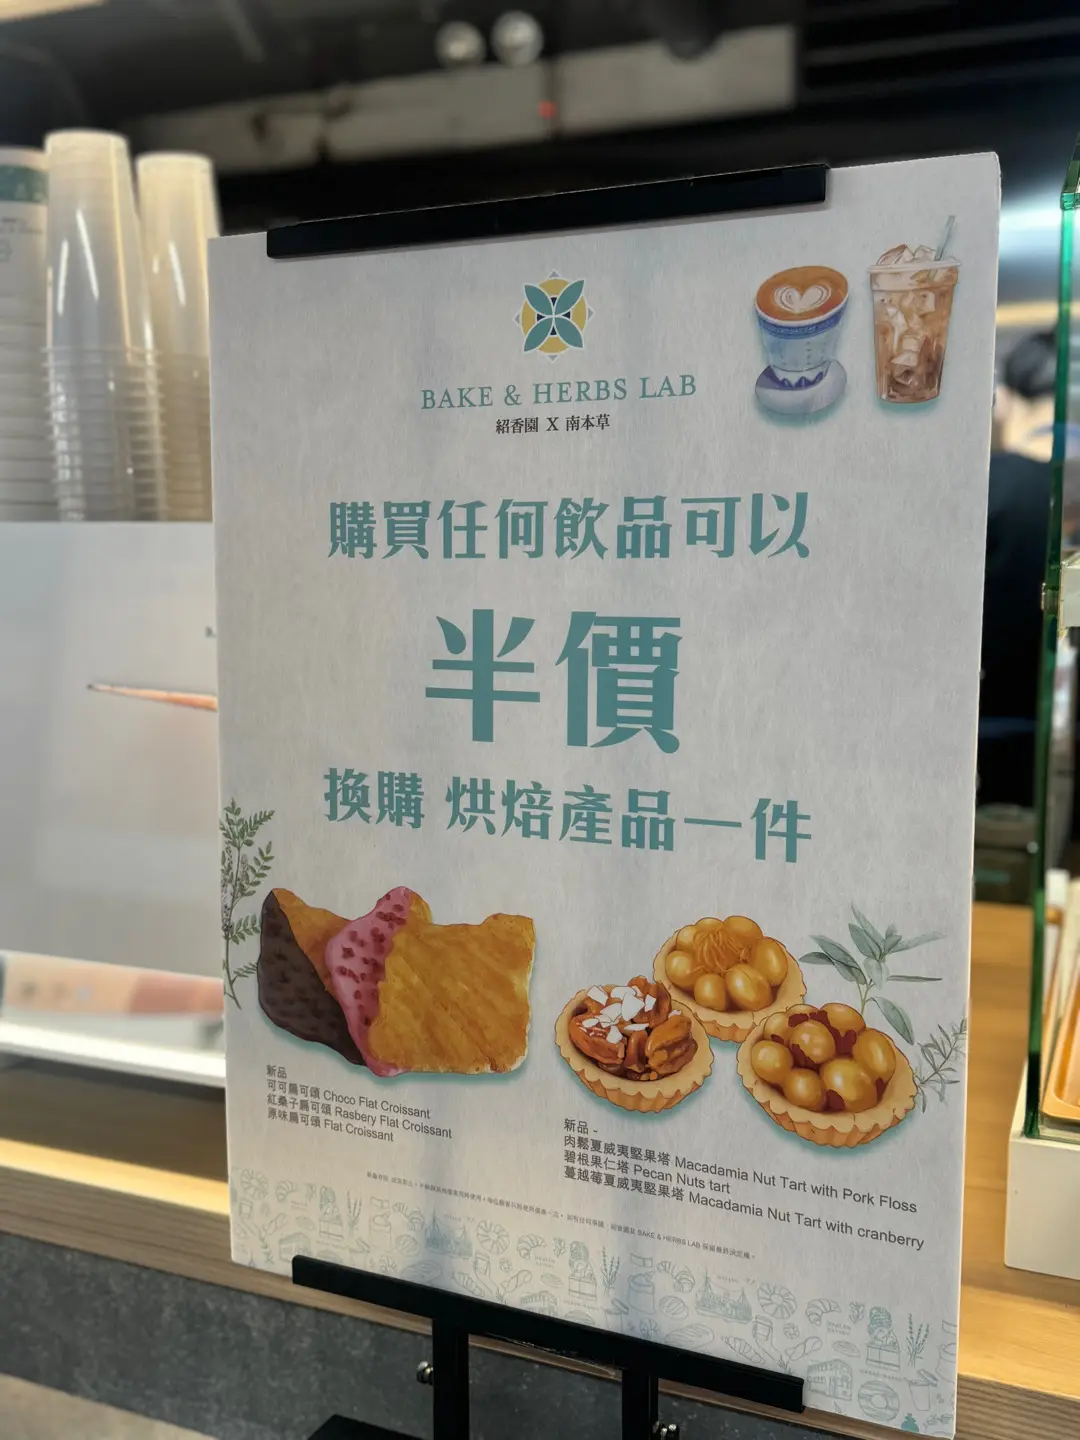 BAKE & HERBS LAB
紹香園 X 南本草
購買任何飲品可以
半價
換購 烘焙產品一件
新品
可可扁可頌 Choco Flat Croissant
紅桑子扁可頌 Rasbery Flat Croissant
原味扁可頌 Flat Croissant
新品 -
肉鬆夏威夷堅果塔 Macadamia Nut Tart with Pork Floss
碧根果仁塔 Pecan Nuts tart
蔓越莓夏威夷堅果塔 Macadamia Nut Tart with cranberry